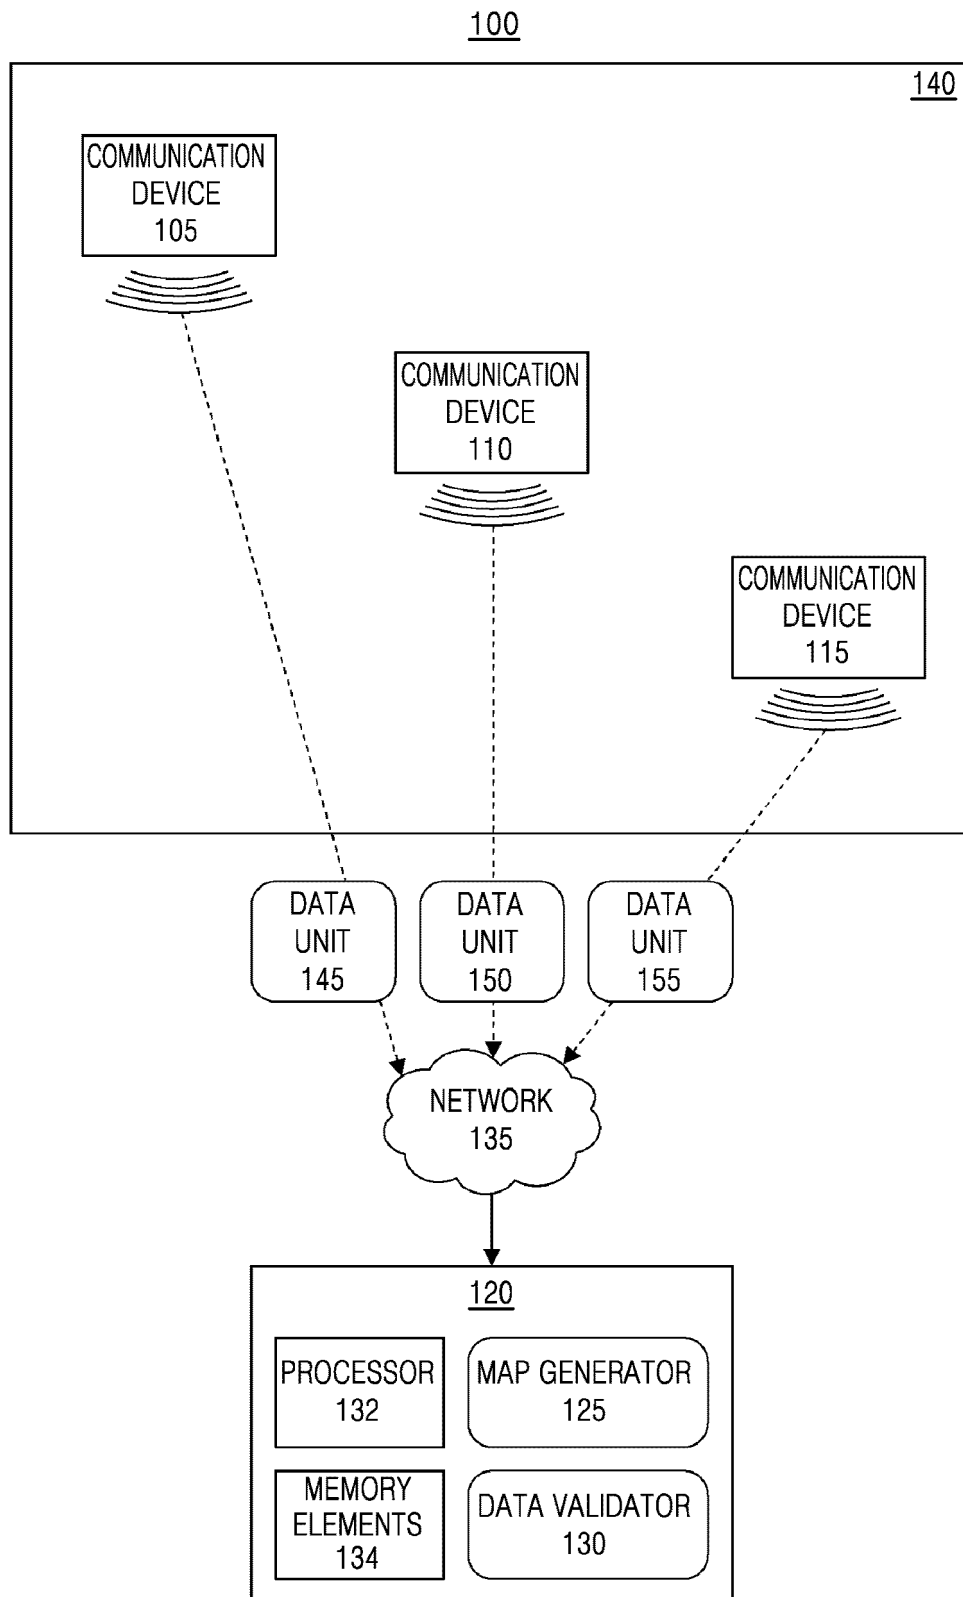 100
140
COMMUNICATION
DEVICE
105
COMMUNICATION
DEVICE
110
COMMUNICATION
DEVICE
115
DATA
UNIT
145
DATA
UNIT
150
DATA
UNIT
155
NETWORK
135
120
PROCESSOR
132
MAP GENERATOR
125
MEMORY
ELEMENTS
134
DATA VALIDATOR
130